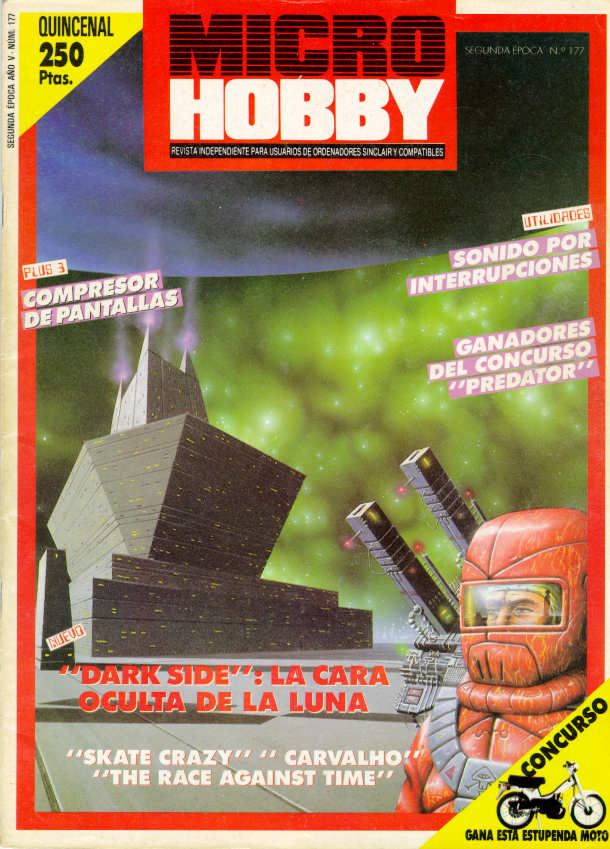 SEGUNDA ÉPOCA AÑO V - NÚM. 177
QUINCENAL
250
Ptas.
MICRO
HOBBY
SEGUNDA ÉPOCA N.º 177
REVISTA INDEPENDIENTE PARA USUARIOS DE ORDENADORES SINCLAIR Y COMPATIBLES
UTILIDADES
SONIDO POR
INTERRUPCIONES
PLUS 3
COMPRESOR
DE PANTALLAS
GANADORES
DEL CONCURSO
"PREDATOR"
NUEVO
"DARK SIDE": LA CARA
OCULTA DE LA LUNA
"SKATE CRAZY" "CARVALHO"
"THE RACE AGAINST TIME"
CONCURSO
GANA ESTA ESTUPENDA MOTO